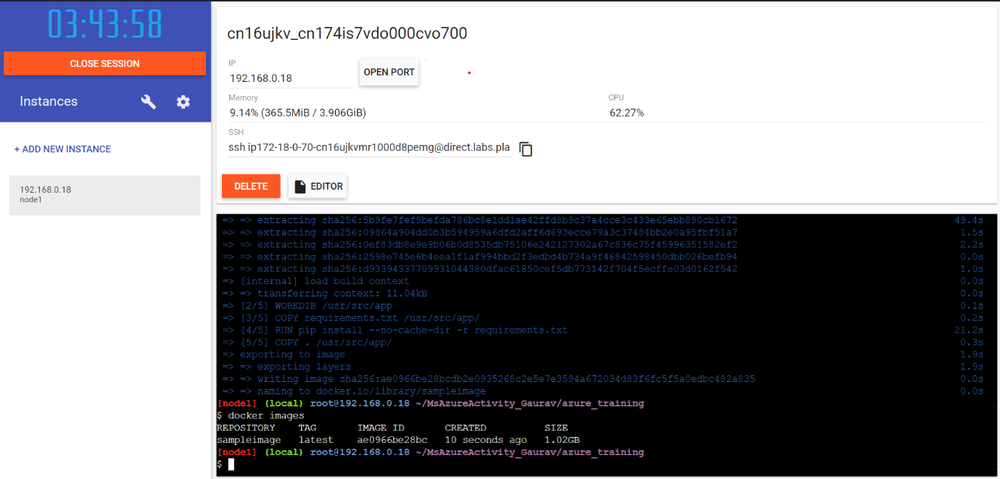 03:43:58
CLOSE SESSION
Instances
+ ADD NEW INSTANCE
192.168.0.18
node1
cn16ujkv_cn174is7vdo000cvo700
IP
192.168.0.18
OPEN PORT
Memory
9.14% (365.5MiB / 3.906GiB)
CPU
62.27%
SSH
ssh ip172-18-0-70-cn16ujkvmr1000d8pemg@direct.labs.pla
DELETE
EDITOR
=> => extracting sha256:5b9fe7fef9befda786bc8e1dd1ae42ffd8b9c37a4cce3c433e65ebb890cb1672 49.4s
=> => extracting sha256:09864a904dd0b3b594959a6dfd2aff6d693ecce79a3c37484bb2e0a95fbf51a7 1.5s
=> => extracting sha256:0ef83db8e9e9b06b0d8535db75106e242127302a67c836c75f45996351582ef2 2.2s
=> => extracting sha256:2598e745e6b4eea1f1af994bbd2f3edbd4b734a9f46842598450dbb026befb94 0.0s
=> => extracting sha256:d93394337709931044380dfac61850cef5db773142f704f5ecffe03d0162f542 1.0s
=> [internal] load build context 0.0s
=> => transferring context: 11.04kB 0.0s
=> [2/5] WORKDIR /usr/src/app 0.1s
=> [3/5] COPY requirements.txt /usr/src/app/ 0.2s
=> [4/5] RUN pip install --no-cache-dir -r requirements.txt 21.2s
=> [5/5] COPY . /usr/src/app/ 0.3s
=> exporting to image 1.9s
=> => exporting layers 1.9s
=> => writing image sha256:ae0966be28bcdb2e0935268c2e5e7e3594a672034d83f6fc5f5a0edbc482a835 0.0s
=> => naming to docker.io/library/sampleimage 0.0s
[node1] (local) root@192.168.0.18 ~/MsAzureActivity_Gaurav/azure_training
$ docker images
REPOSITORY TAG IMAGE ID CREATED SIZE
sampleimage latest ae0966be28bc 10 seconds ago 1.02GB
[node1] (local) root@192.168.0.18 ~/MsAzureActivity_Gaurav/azure_training
$